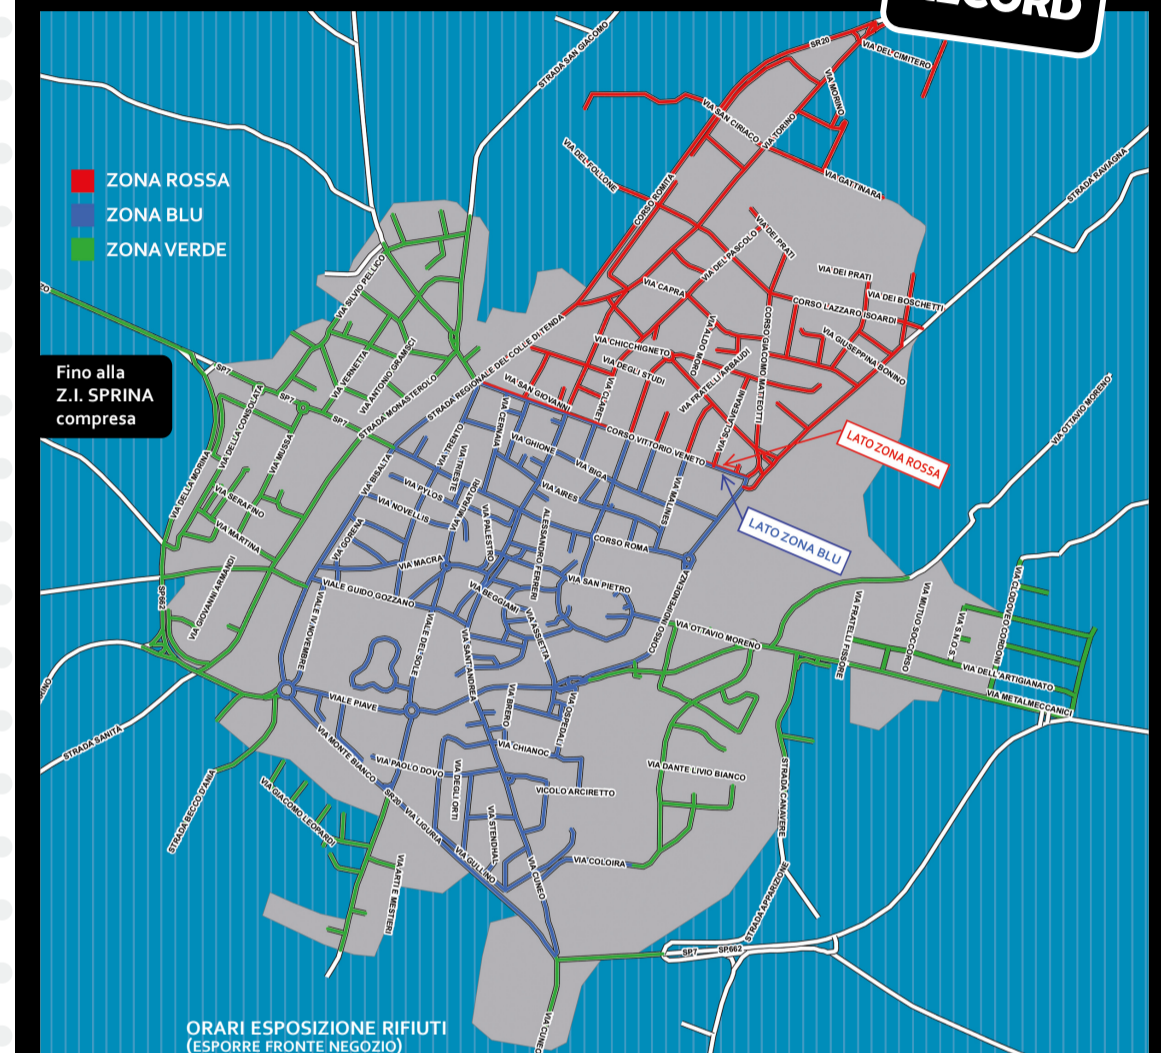 RECORD
SR20
VIA DEL CIMITERO
STRADA SAN GIACOMO
VIA MORINO
VIA SAN CIRIACO
VIA TORINO
VIA DEL FOLLONE
VIA GATTINARA
STRADA RAVIAGNA
ZONA ROSSA
ZONA BLU
ZONA VERDE
CORSO ROMITA
VIA DEI PRATI
VIA DEL PASCOLO
VIA SILVIO PELLICO
VIA DEI PRATI
VIA CAPRA
VIA DEI BOSCHETTI
CORSO LAZZARO ISOARDI
CORSO GIACOMO MATTEOTTI
VIA ALDO MORO
VIA GIUSEPPINA BONINO
STRADA REGIONALE DEL COLLE DI TENDA
VIA CHICCHIGNETO
VIA DEGLI STUDI
VIA FRATELLI ARBAUDI
VIA VERNETTA
VIA ANTONIO GRAMSCI
STRADA MONASTEROLO
VIA SAN GIOVANNI
VIA CLARET
VIA SCLAVERANO
Fino alla
Z.I. SPRINA
compresa
SP7
SP7
SP7
VIA DELLA CONSOLATA
VIA MUSSA
VIA DELLA MORINA
VIA SERAFINO
VIA MARTINA
VIA GIOVANNI ARMANDI
SP662
VIA BISALTA
VIA TRENTO
VIA TRIESTE
VIA CERNAIA
VIA GHIONE
VIA BIGA
CORSO VITTORIO VENETO
LATO ZONA ROSSA
LATO ZONA BLU
VIA OTTAVIO MORENO
VIA PYLOS
VIA NOVELLIS
VIA MURATORI
VIA PALESTRO
VIA AIRES
ALESSANDRO FERRERI
VIA MALINES
CORSO ROMA
VIA GORENA
VIA MACRA
VIALE GUIDO GOZZANO
VIA BEGGIAMI
VIA SAN PIETRO
VIA ASSIETTA
CORSO INDIPENDENZA
VIA OTTAVIO MORENO
VIALE IV NOVEMBRE
VIALE DEL SOLE
VIA SANT'ANDREA
VIA FRATELLI FISSORE
VIA MUTUO SOCCORSO
VIA CLODOVEO CORDONI
VIA DELL'ARTIGIANATO
VIA METALMECCANICI
VIALE PIAVE
VIA BRERO
VIA OSPEDALI
STRADA SANITÀ
VIA MONTE BIANCO
VIA PAOLO DOVO
VIA CHIANOC
VICOLO ARCIRETTO
VIA DANTE LIVIO BIANCO
STRADA CANAVERE
STRADA BECCO D'ANIA
VIA GIACOMO LEOPARDI
SR20
VIA LIGURIA
VIA DEGLI ORTI
VIA STENDHAL
VIA GULLINO
VIA CUNEO
VIA COLOIRA
VIA ARTI E MESTIERI
STRADA APPARIZIONE
SP7
SP662
VIA CUNEO
ORARI ESPOSIZIONE RIFIUTI
(ESPORRE FRONTE NEGOZIO)